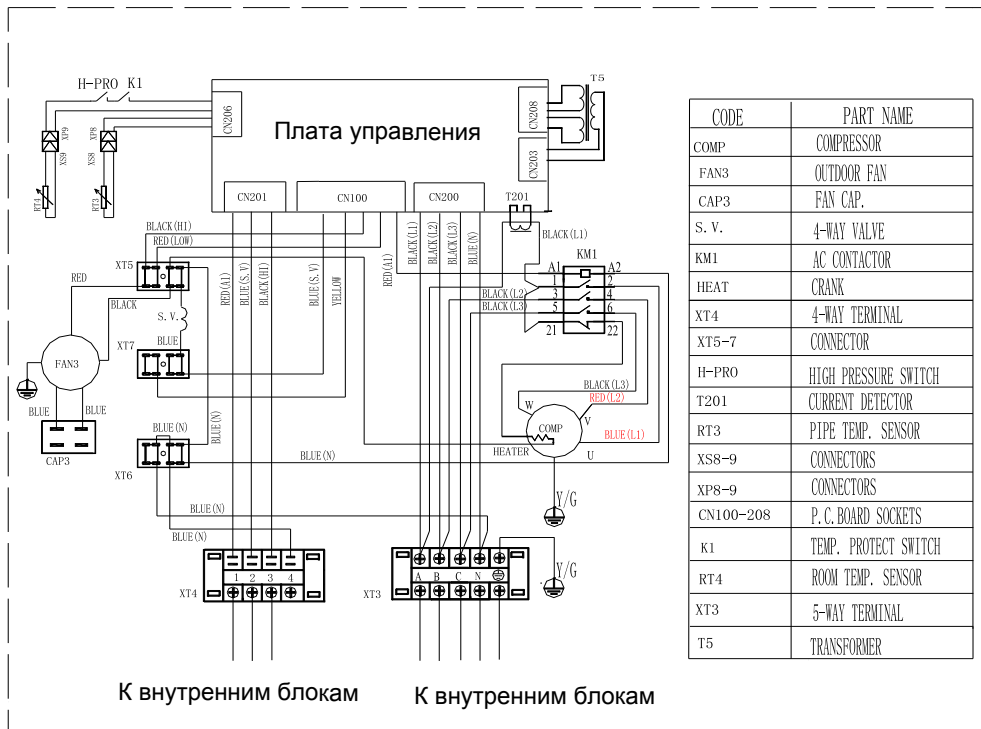 H-PRO K1
T5
CN206
CN208
Плата управления
XP9
XP8
XS9
XS8
CN203
RT4
RT3
CN201
CN100
CN200
T201
BLACK(H1)
RED(LOW)
BLACK(L1)
KM1
RED(A1)
BLUE(S.V)
BLACK(H1)
BLUE(S.V)
YELLOW
RED(A1)
BLACK(L1)
BLACK(L2)
BLACK(L3)
BLUE(N)
XT5
RED
BLACK
A1 A2
1 2
BLACK(L2) 3 4
BLACK(L3) 5 6
21 22
S.V.
BLUE
XT7
FAN3
BLUE
BLUE
CAP3
BLUE(N)
BLUE(N)
XT6
BLUE(N)
BLACK(L3)
RED(L2)
W
V
COMP
BLUE(L1)
HEATER
U
Y/G
BLUE(N)
BLUE(N)
1 2 3 4
XT4
A B C N
XT3
Y/G
К внутренним блокам
К внутренним блокам
CODE PART NAME
COMP COMPRESSOR
FAN3 OUTDOOR FAN
CAP3 FAN CAP.
S.V. 4-WAY VALVE
KM1 AC CONTACTOR
HEAT CRANK
XT4 4-WAY TERMINAL
XT5-7 CONNECTOR
H-PRO HIGH PRESSURE SWITCH
T201 CURRENT DETECTOR
RT3 PIPE TEMP. SENSOR
XS8-9 CONNECTORS
XP8-9 CONNECTORS
CN100-208 P.C.BOARD SOCKETS
K1 TEMP. PROTECT SWITCH
RT4 ROOM TEMP. SENSOR
XT3 5-WAY TERMINAL
T5 TRANSFORMER